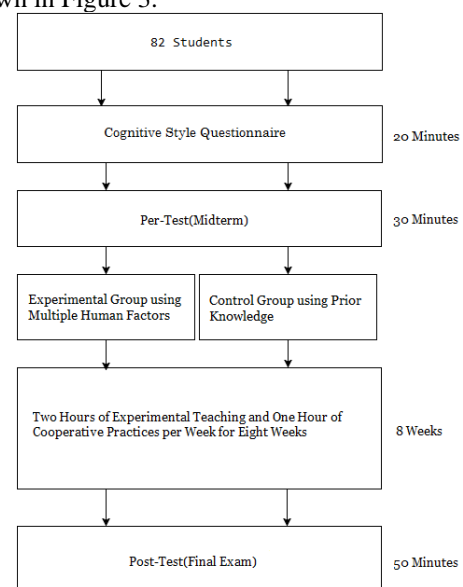 wn in Figure 3.
82 Students
Cognitive Style Questionnaire
20 Minutes
Per-Test(Midterm)
30 Minutes
Experimental Group using
Multiple Human Factors
Control Group using Prior
Knowledge
Two Hours of Experimental Teaching and One Hour of
Cooperative Practices per Week for Eight Weeks
8 Weeks
Post-Test(Final Exam)
50 Minutes